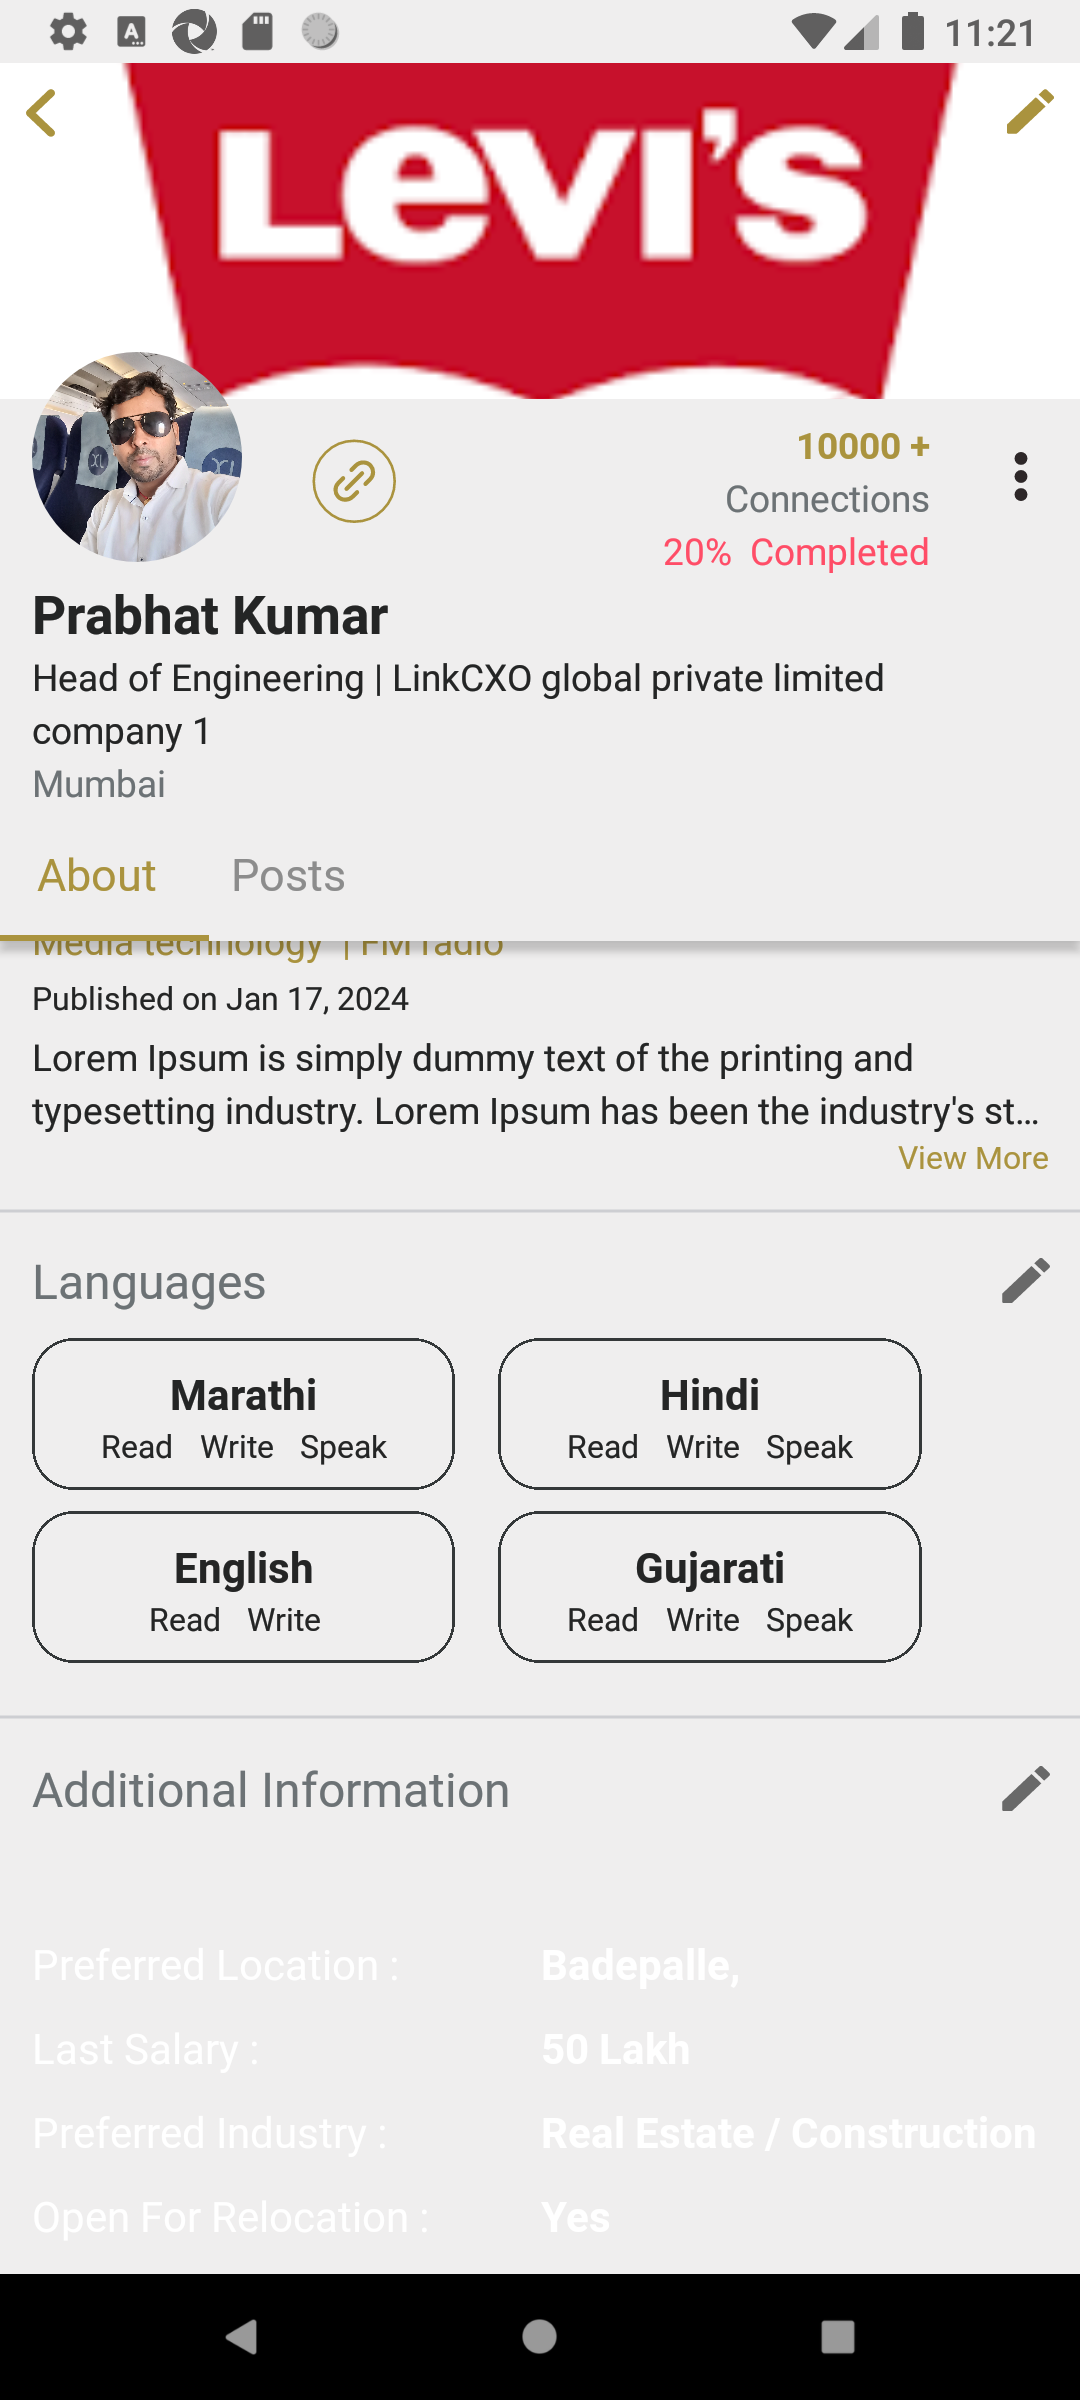 11:21
Levi's
10000 +
Connections
20% Completed
Prabhat Kumar
Head of Engineering | LinkCXO global private limited
company 1
Mumbai
About Posts
Media technology | FM radio
Published on Jan 17, 2024
Lorem Ipsum is simply dummy text of the printing and
typesetting industry. Lorem Ipsum has been the industry's st...
View More
Languages
Marathi Hindi
Read Write Speak Read Write Speak
English Gujarati
Read Write Read Write Speak
Additional Information
Preferred Location : Badepalle,
Last Salary : 50 Lakh
Preferred Industry : Real Estate / Construction
Open For Relocation : Yes